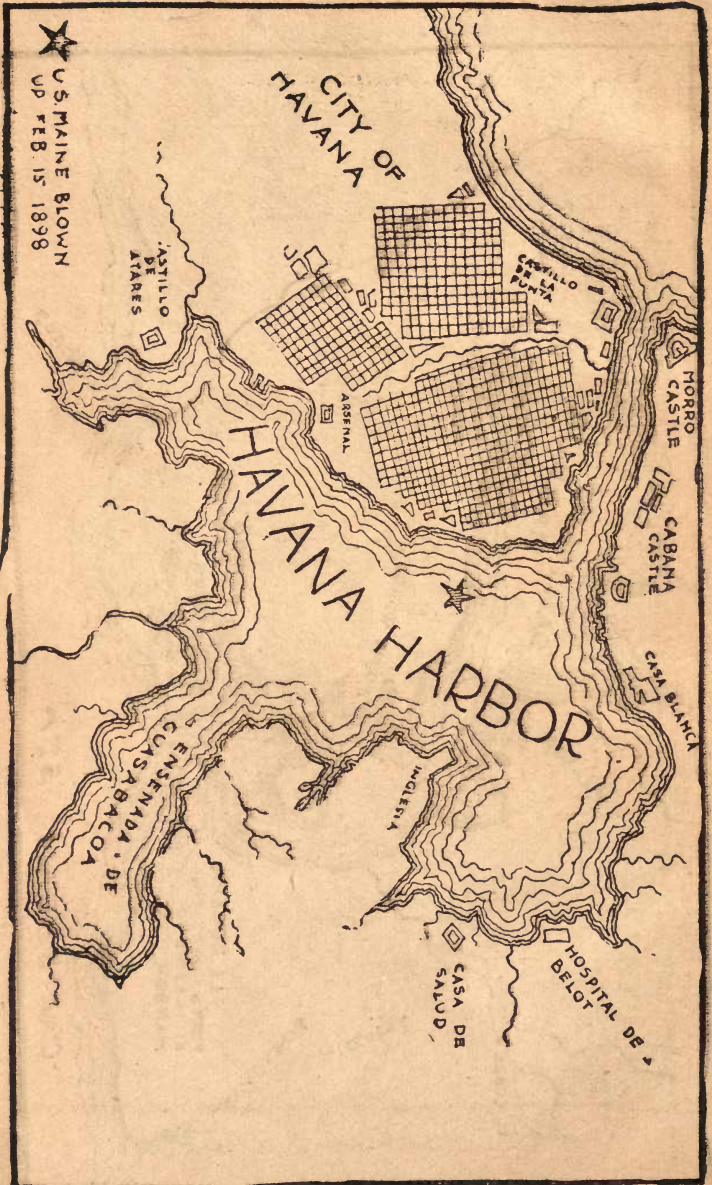 CITY OF
HAVANA
CASTILLO
DE LA
PUNTA
MORRO
CASTLE
CABANA
CASTLE
CASA BLANCA
ARSENAL
ASTILLO
DE
ATARES
HAVANA HARBOR
INGLESIA
HOSPITAL DE
BELOT
CASA DE
SALUD
ENSENADA · DE
GUASABACOA
U.S. MAINE BLOWN
UP FEB. 15 1898